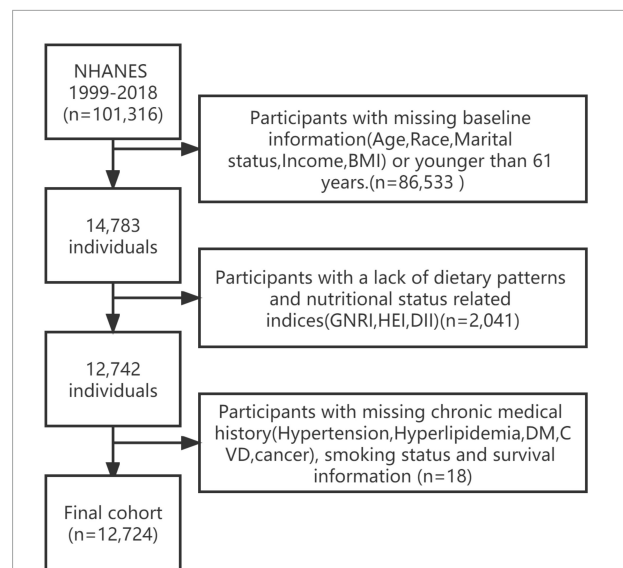 NHANES
1999-2018
(n=101,316)
Participants with missing baseline
information(Age,Race,Marital
status,Income,BMI) or younger than 61
years.(n=86,533 )
14,783
individuals
Participants with a lack of dietary patterns
and nutritional status related
indices(GNRI,HEI,DII)(n=2,041)
12,742
individuals
Participants with missing chronic medical
history(Hypertension,Hyperlipidemia,DM,C
VD,cancer), smoking status and survival
information (n=18)
Final cohort
(n=12,724)